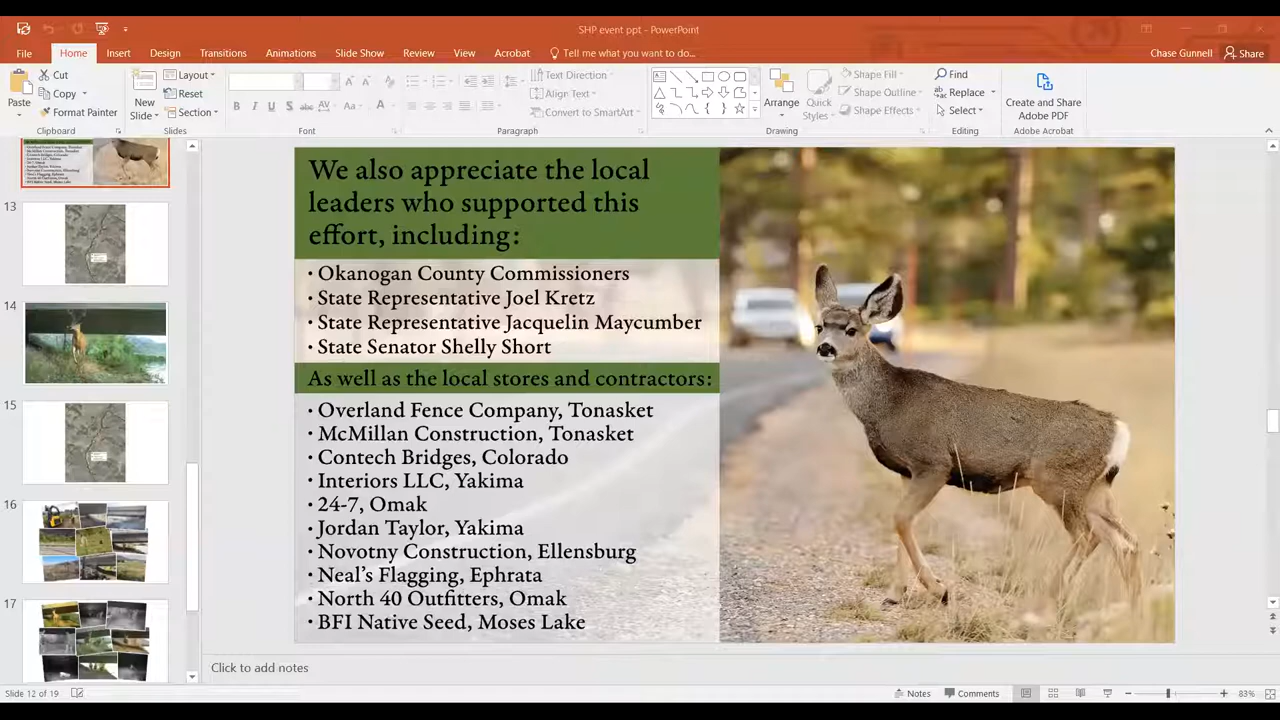 SHP event ppt - PowerPoint
File Home Insert Design Transitions Animations Slide Show Review View Acrobat Tell me what you want to do... Chase Gunnell Share
Cut
Copy
Format Painter
Paste
Clipboard
New
Slide
Layout
Reset
Section
Slides
B I U S abc AV Aa A
Font
Text Direction
Align Text
Convert to SmartArt
Paragraph
Arrange
Quick
Styles
Shape Fill
Shape Outline
Shape Effects
Drawing
Find
Replace
Select
Editing
Create and Share
Adobe PDF
Adobe Acrobat
13
14
15
16
17
We also appreciate the local
leaders who supported this
effort, including:
• Okanogan County Commissioners
• State Representative Joel Kretz
• State Representative Jacquelin Maycumber
• State Senator Shelly Short
As well as the local stores and contractors:
• Overland Fence Company, Tonasket
• McMillan Construction, Tonasket
• Contech Bridges, Colorado
• Interiors LLC, Yakima
• 24-7, Omak
• Jordan Taylor, Yakima
• Novotny Construction, Ellensburg
• Neal's Flagging, Ephrata
• North 40 Outfitters, Omak
• BFI Native Seed, Moses Lake
Click to add notes
Slide 12 of 19 Notes Comments 83%